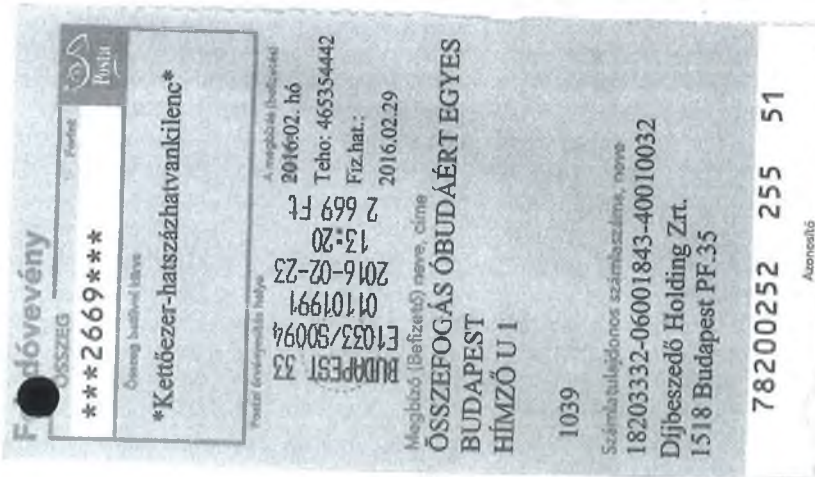 dóvevény
ÖSSZEG
Forint
***2669***
Posta
Összeg betűvel kiírva
*Kettőezer-hatszázhatvankilenc*
Postai érvényesítés helye
A megbízás (befizetés)
2016.02. hó
Teho: 465354442
Fiz.hat.:
2016.02.29
BUDAPEST 33
E1033/S0094
01101991
2016-02-23
13:20
2 669 Ft
Megbízó (Befizető) neve, címe
ÖSSZEFOGÁS ÓBUDÁÉRT EGYES
BUDAPEST
HÍMZŐ U 1
1039
Számlatulajdonos számlaszáma, neve
18203332-06001843-40010032
Díjbeszedő Holding Zrt.
1518 Budapest PF.35
78200252 255 51
Azonosító